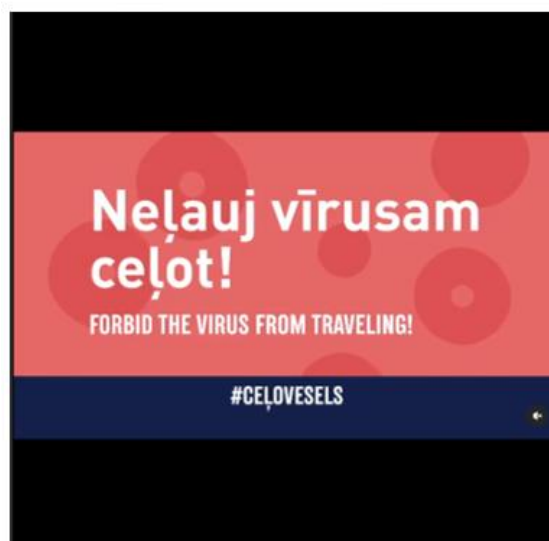 Neļauj vīrusam
ceļot!
FORBID THE VIRUS FROM TRAVELING!
#CEĻOVESELS